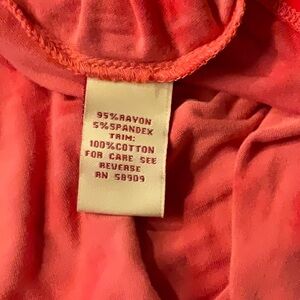 95%RAYON
5%SPANDEX
TRIM:
100%COTTON
FOR CARE SEE
REVERSE
RN 58909